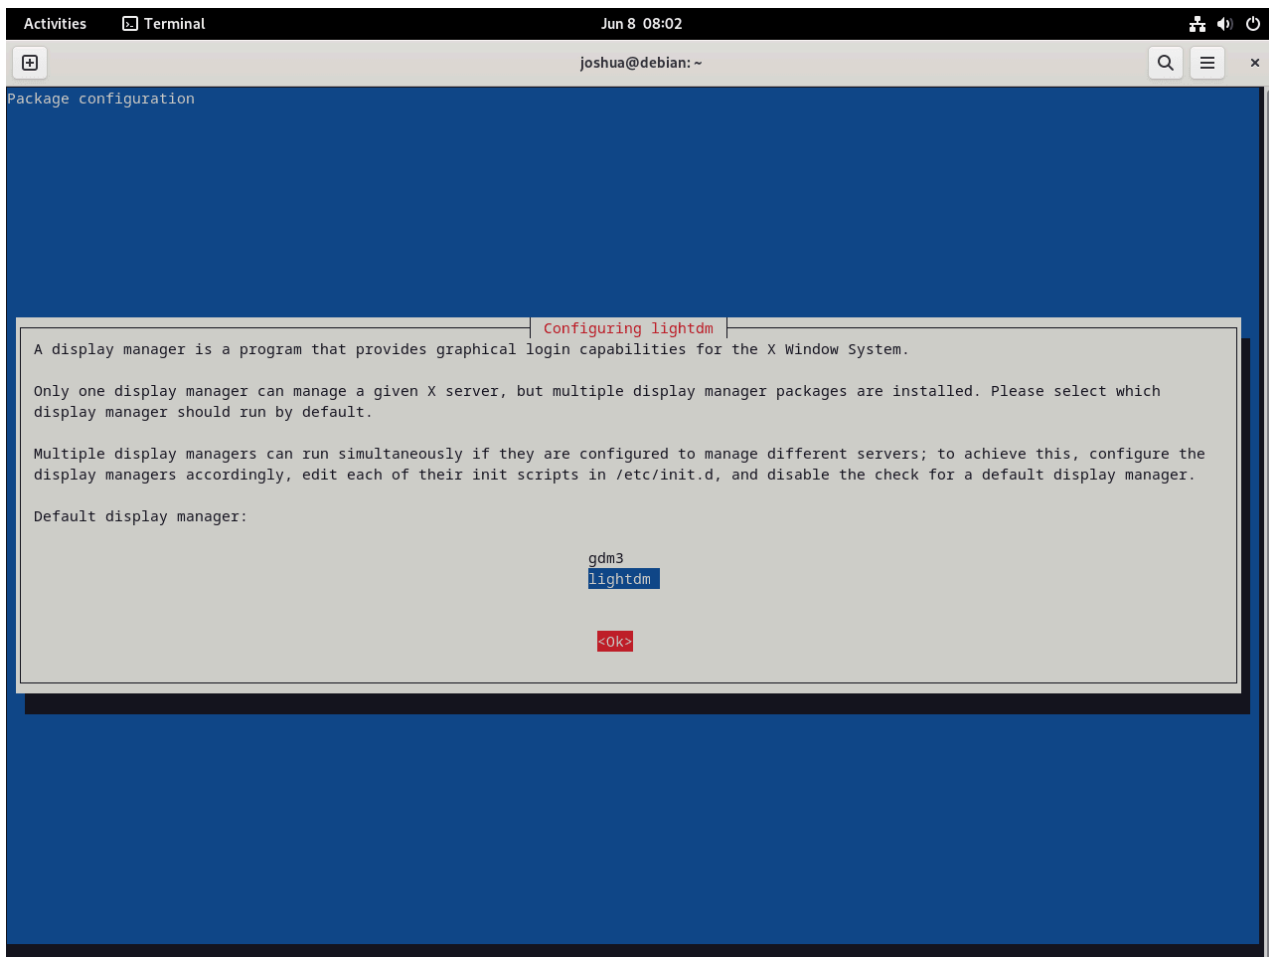 Activities Terminal Jun 8 08:02
joshua@debian: ~
Package configuration
Configuring lightdm
A display manager is a program that provides graphical login capabilities for the X Window System.
Only one display manager can manage a given X server, but multiple display manager packages are installed. Please select which
display manager should run by default.
Multiple display managers can run simultaneously if they are configured to manage different servers; to achieve this, configure the
display managers accordingly, edit each of their init scripts in /etc/init.d, and disable the check for a default display manager.
Default display manager:
gdm3
lightdm
<Ok>